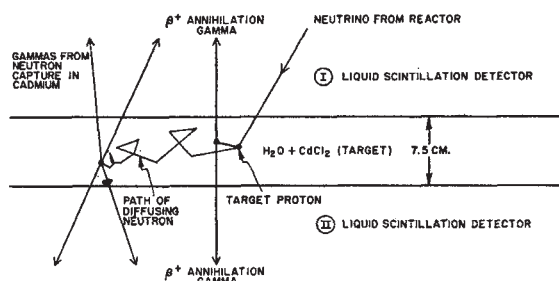 β⁺ ANNIHILATION
GAMMA
NEUTRINO FROM REACTOR
GAMMAS FROM
NEUTRON
CAPTURE IN
CADMIUM
I LIQUID SCINTILLATION DETECTOR
H₂O + CdCl₂ (TARGET)
7.5 CM.
PATH OF
DIFFUSING
NEUTRON
TARGET PROTON
II LIQUID SCINTILLATION DETECTOR
β⁺ ANNIHILATION
GAMMA